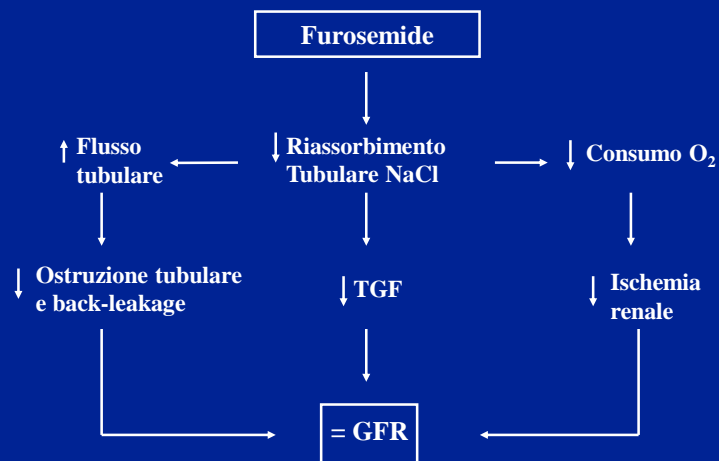 Furosemide
↑ Flusso
tubulare
↓ Riassorbimento
Tubulare NaCl
↓ Consumo O₂
↓ Ostruzione tubulare
e back-leakage
↓ TGF
↓ Ischemia
renale
= GFR